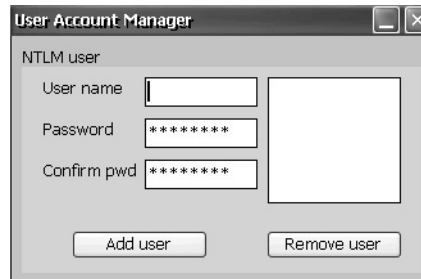 User Account Manager
NTLM user
User name
Password ********
Confirm pwd ********
Add user Remove user